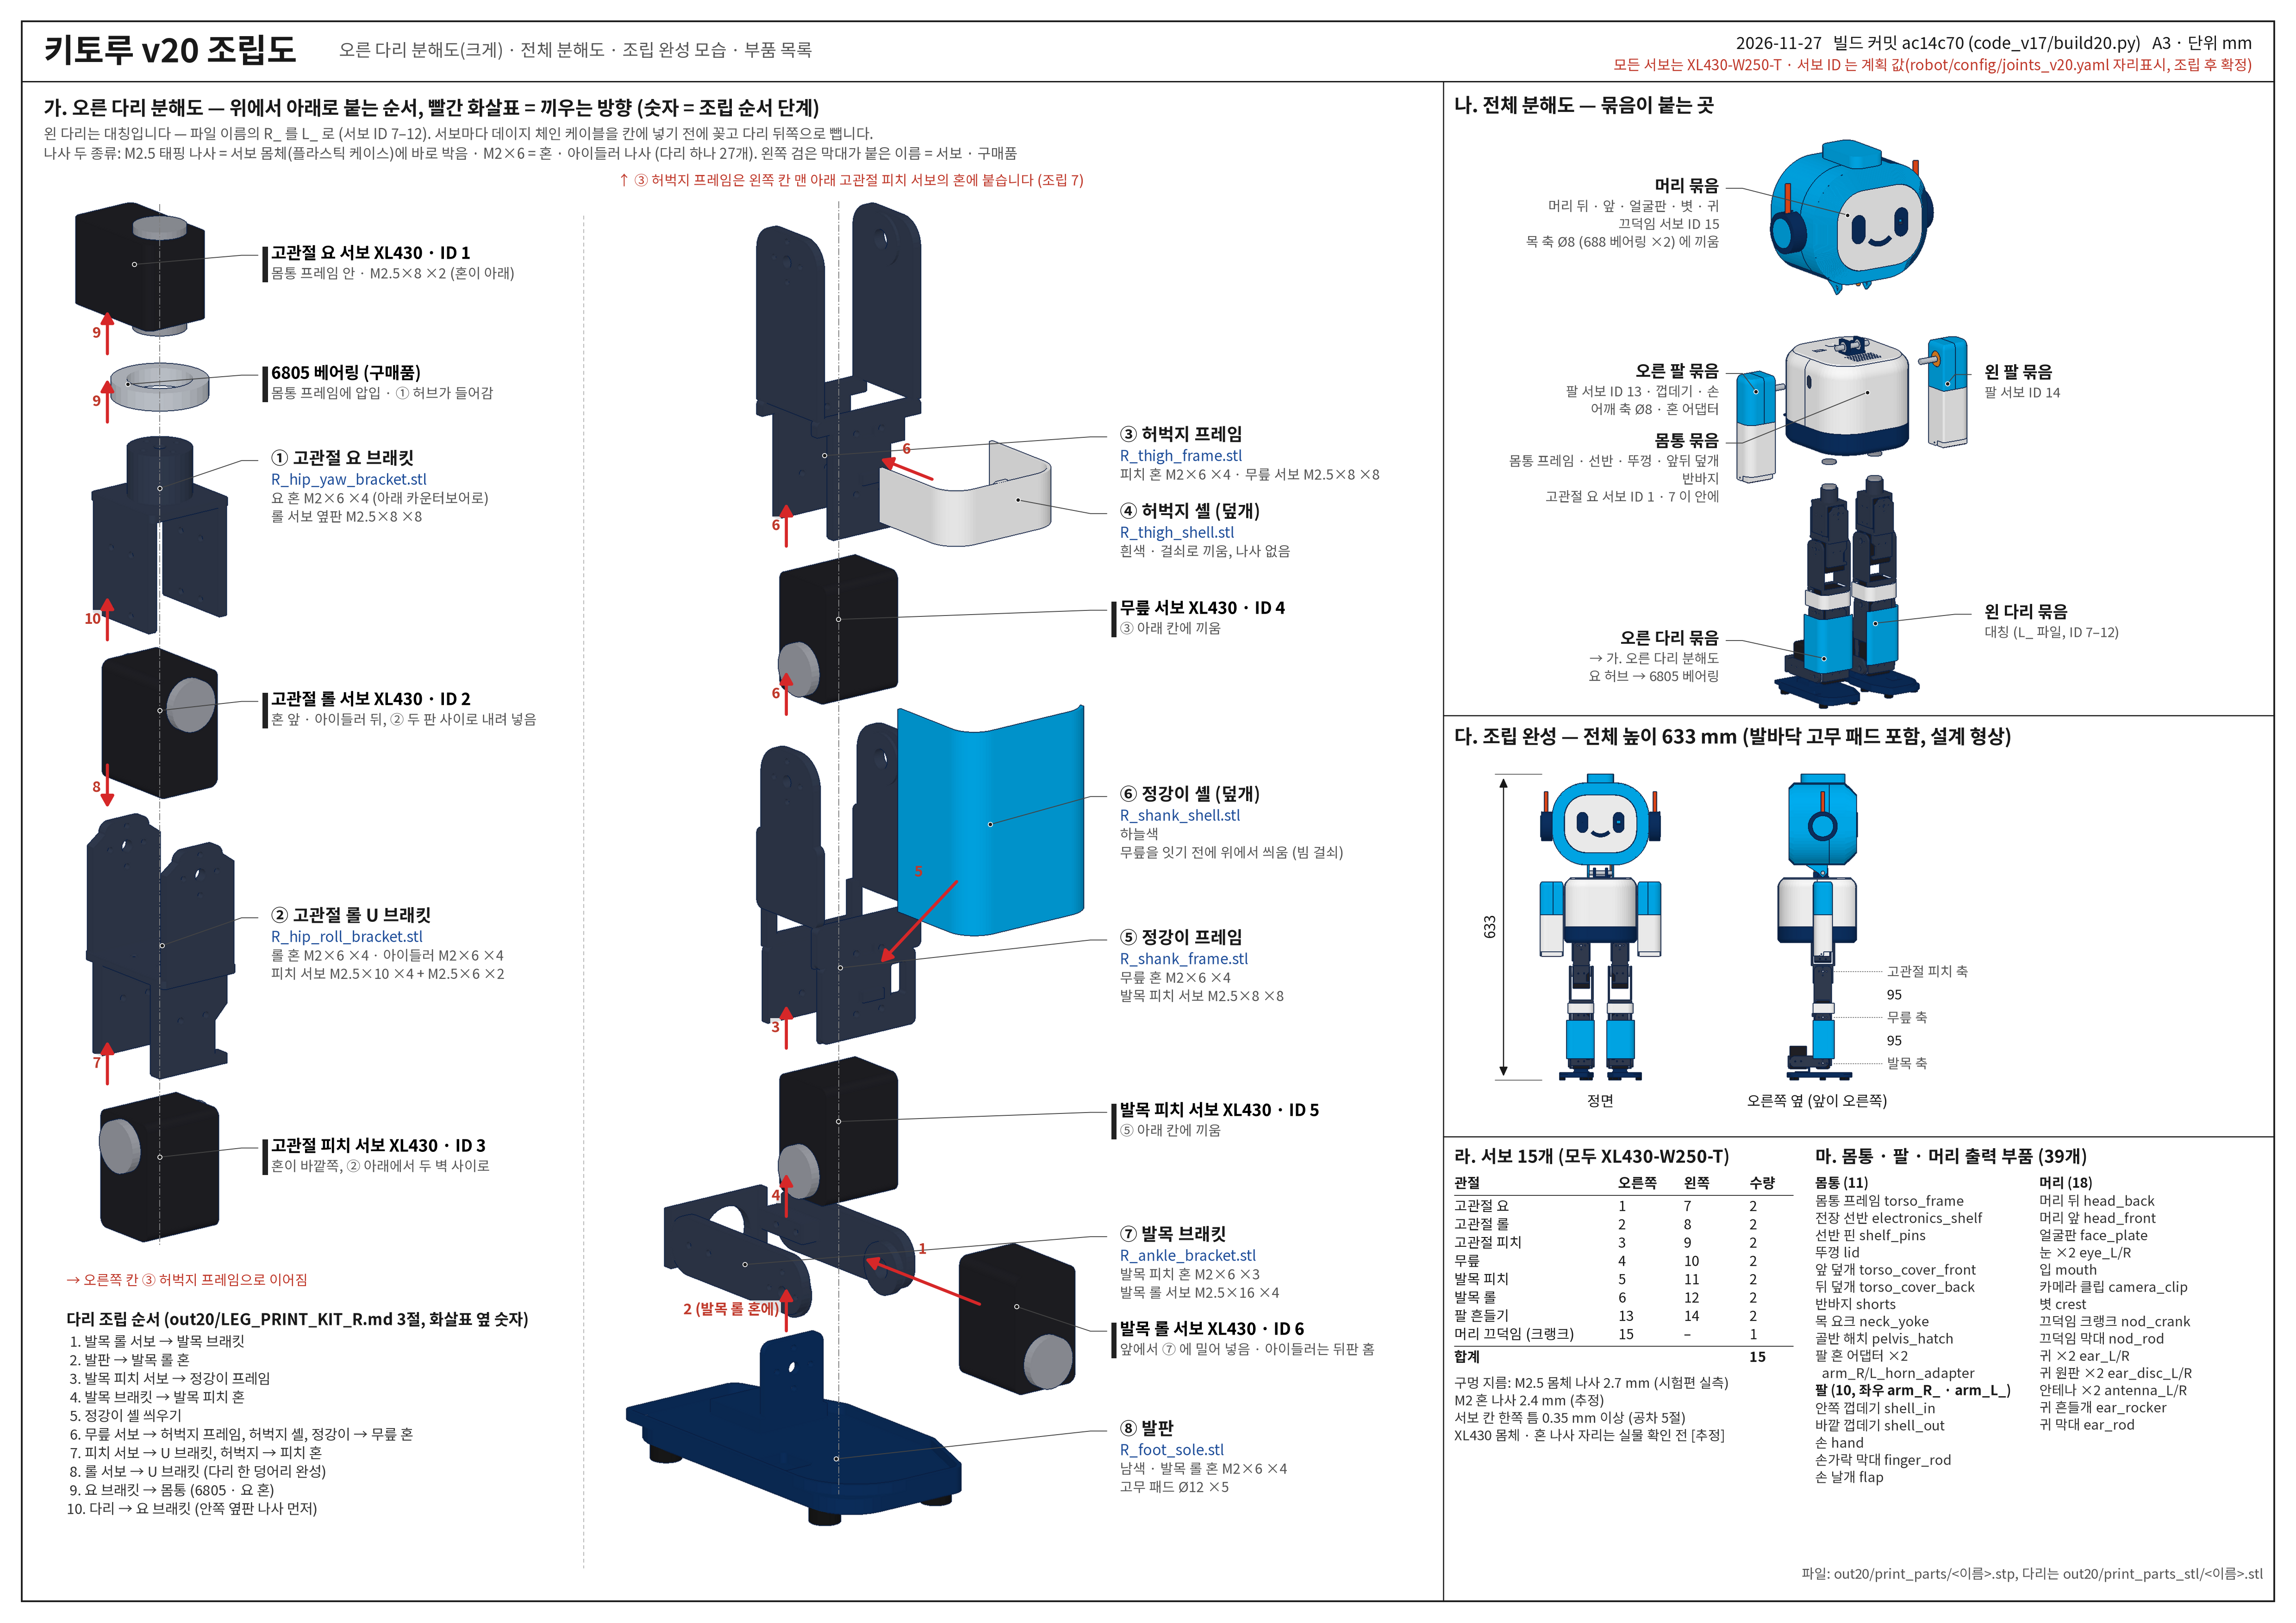 키토루 v20 조립도
오른 다리 분해도(크게) · 전체 분해도 · 조립 완성 모습 · 부품 목록
2026-11-27 빌드 커밋 ac14c70 (code_v17/build20.py) A3 · 단위 mm
모든 서보는 XL430-W250-T · 서보 ID 는 계획 값(robot/config/joints_v20.yaml 자리표시, 조립 후 확정)
가. 오른 다리 분해도 — 위에서 아래로 붙는 순서, 빨간 화살표 = 끼우는 방향 (숫자 = 조립 순서 단계)
왼 다리는 대칭입니다 — 파일 이름의 R_ 를 L_ 로 (서보 ID 7–12). 서보마다 데이지 체인 케이블을 칸에 넣기 전에 꽂고 다리 뒤쪽으로 뺍니다.
나사 두 종류: M2.5 태핑 나사 = 서보 몸체(플라스틱 케이스)에 바로 박음 · M2×6 = 혼 · 아이들러 나사 (다리 하나 27개). 왼쪽 검은 막대가 붙은 이름 = 서보 · 구매품
↑ ③ 허벅지 프레임은 왼쪽 칸 맨 아래 고관절 피치 서보의 혼에 붙습니다 (조립 7)
고관절 요 서보 XL430 · ID 1
몸통 프레임 안 · M2.5×8 ×2 (혼이 아래)
9
6805 베어링 (구매품)
몸통 프레임에 압입 · ① 허브가 들어감
9
① 고관절 요 브래킷
R_hip_yaw_bracket.stl
요 혼 M2×6 ×4 (아래 카운터보어로)
롤 서보 옆판 M2.5×8 ×8
10
고관절 롤 서보 XL430 · ID 2
혼 앞 · 아이들러 뒤, ② 두 판 사이로 내려 넣음
8
② 고관절 롤 U 브래킷
R_hip_roll_bracket.stl
롤 혼 M2×6 ×4 · 아이들러 M2×6 ×4
피치 서보 M2.5×10 ×4 + M2.5×6 ×2
7
고관절 피치 서보 XL430 · ID 3
혼이 바깥쪽, ② 아래에서 두 벽 사이로
→ 오른쪽 칸 ③ 허벅지 프레임으로 이어짐
다리 조립 순서 (out20/LEG_PRINT_KIT_R.md 3절, 화살표 옆 숫자)
1. 발목 롤 서보 → 발목 브래킷
2. 발판 → 발목 롤 혼
3. 발목 피치 서보 → 정강이 프레임
4. 발목 브래킷 → 발목 피치 혼
5. 정강이 셸 씌우기
6. 무릎 서보 → 허벅지 프레임, 허벅지 셸, 정강이 → 무릎 혼
7. 피치 서보 → U 브래킷, 허벅지 → 피치 혼
8. 롤 서보 → U 브래킷 (다리 한 덩어리 완성)
9. 요 브래킷 → 몸통 (6805 · 요 혼)
10. 다리 → 요 브래킷 (안쪽 옆판 나사 먼저)
③ 허벅지 프레임
R_thigh_frame.stl
피치 혼 M2×6 ×4 · 무릎 서보 M2.5×8 ×8
6
④ 허벅지 셸 (덮개)
R_thigh_shell.stl
흰색 · 걸쇠로 끼움, 나사 없음
6
무릎 서보 XL430 · ID 4
③ 아래 칸에 끼움
6
⑥ 정강이 셸 (덮개)
R_shank_shell.stl
하늘색
무릎을 잇기 전에 위에서 씌움 (빔 걸쇠)
5
⑤ 정강이 프레임
R_shank_frame.stl
무릎 혼 M2×6 ×4
발목 피치 서보 M2.5×8 ×8
3
발목 피치 서보 XL430 · ID 5
⑤ 아래 칸에 끼움
4
⑦ 발목 브래킷
R_ankle_bracket.stl
발목 피치 혼 M2×6 ×3
발목 롤 서보 M2.5×16 ×4
1
2 (발목 롤 혼에)
발목 롤 서보 XL430 · ID 6
앞에서 ⑦ 에 밀어 넣음 · 아이들러는 뒤판 홈
⑧ 발판
R_foot_sole.stl
남색 · 발목 롤 혼 M2×6 ×4
고무 패드 Ø12 ×5
나. 전체 분해도 — 묶음이 붙는 곳
머리 묶음
머리 뒤 · 앞 · 얼굴판 · 볏 · 귀
끄덕임 서보 ID 15
목 축 Ø8 (688 베어링 ×2) 에 끼움
오른 팔 묶음
팔 서보 ID 13 · 껍데기 · 손
어깨 축 Ø8 · 혼 어댑터
왼 팔 묶음
팔 서보 ID 14
몸통 묶음
몸통 프레임 · 선반 · 뚜껑 · 앞뒤 덮개
반바지
고관절 요 서보 ID 1 · 7 이 안에
왼 다리 묶음
대칭 (L_ 파일, ID 7–12)
오른 다리 묶음
→ 가. 오른 다리 분해도
요 허브 → 6805 베어링
다. 조립 완성 — 전체 높이 633 mm (발바닥 고무 패드 포함, 설계 형상)
633
고관절 피치 축
95
무릎 축
95
발목 축
정면
오른쪽 옆 (앞이 오른쪽)
라. 서보 15개 (모두 XL430-W250-T)
관절 오른쪽 왼쪽 수량
고관절 요 1 7 2
고관절 롤 2 8 2
고관절 피치 3 9 2
무릎 4 10 2
발목 피치 5 11 2
발목 롤 6 12 2
팔 흔들기 13 14 2
머리 끄덕임 (크랭크) 15 – 1
합계 15
구멍 지름: M2.5 몸체 나사 2.7 mm (시험편 실측)
M2 혼 나사 2.4 mm (추정)
서보 칸 한쪽 틈 0.35 mm 이상 (공차 5절)
XL430 몸체 · 혼 나사 자리는 실물 확인 전 [추정]
마. 몸통 · 팔 · 머리 출력 부품 (39개)
몸통 (11)
몸통 프레임 torso_frame
전장 선반 electronics_shelf
선반 핀 shelf_pins
뚜껑 lid
앞 덮개 torso_cover_front
뒤 덮개 torso_cover_back
반바지 shorts
목 요크 neck_yoke
골반 해치 pelvis_hatch
팔 혼 어댑터 ×2
arm_R/L_horn_adapter
팔 (10, 좌우 arm_R_ · arm_L_)
안쪽 껍데기 shell_in
바깥 껍데기 shell_out
손 hand
손가락 막대 finger_rod
손 날개 flap
머리 (18)
머리 뒤 head_back
머리 앞 head_front
얼굴판 face_plate
눈 ×2 eye_L/R
입 mouth
카메라 클립 camera_clip
볏 crest
끄덕임 크랭크 nod_crank
끄덕임 막대 nod_rod
귀 ×2 ear_L/R
귀 원판 ×2 ear_disc_L/R
안테나 ×2 antenna_L/R
귀 흔들개 ear_rocker
귀 막대 ear_rod
파일: out20/print_parts/<이름>.stp, 다리는 out20/print_parts_stl/<이름>.stl